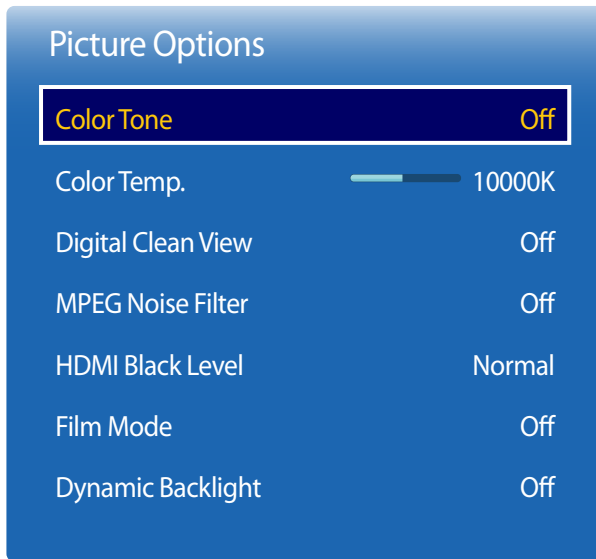 Picture Options
Color Tone Off
Color Temp. 10000K
Digital Clean View Off
MPEG Noise Filter Off
HDMI Black Level Normal
Film Mode Off
Dynamic Backlight Off